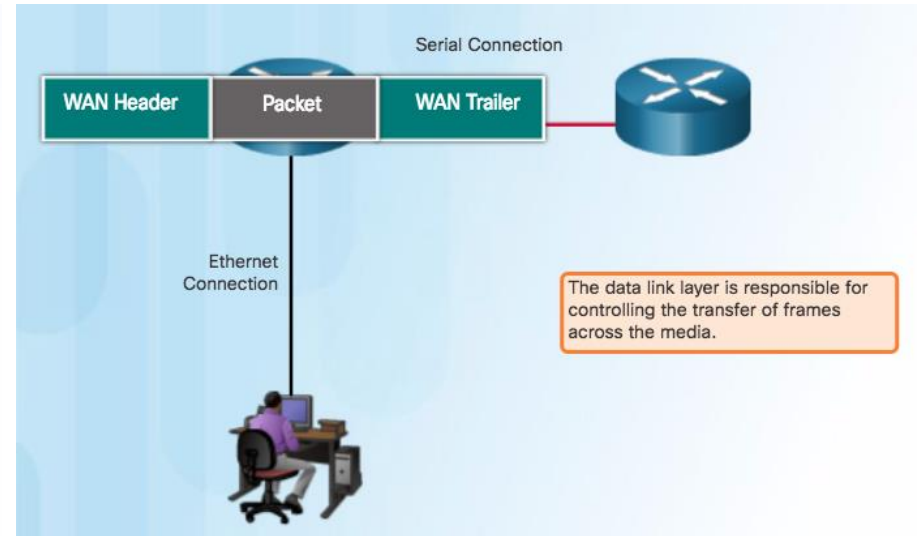 Serial Connection
WAN Header Packet WAN Trailer
Ethernet
Connection
The data link layer is responsible for
controlling the transfer of frames
across the media.